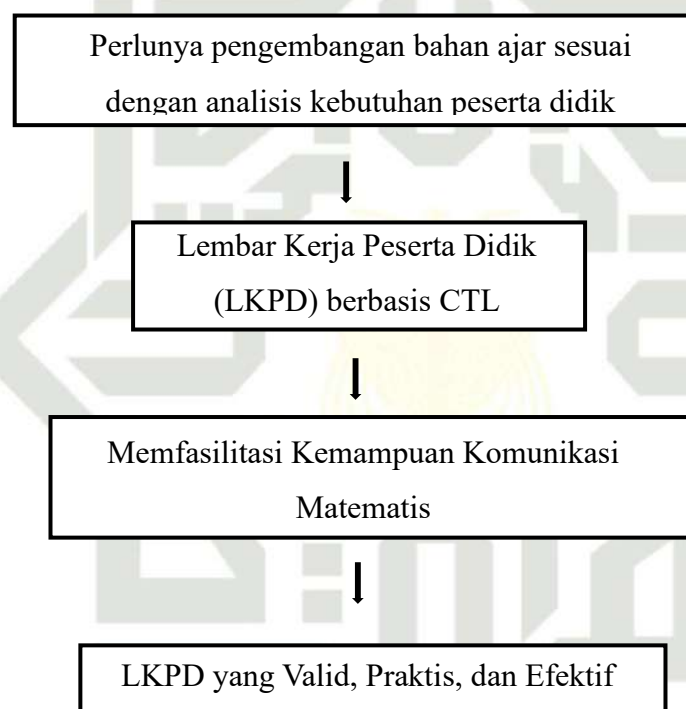 Perlunya pengembangan bahan ajar sesuai
dengan analisis kebutuhan peserta didik
Lembar Kerja Peserta Didik
(LKPD) berbasis CTL
Memfasilitasi Kemampuan Komunikasi
Matematis
LKPD yang Valid, Praktis, dan Efektif